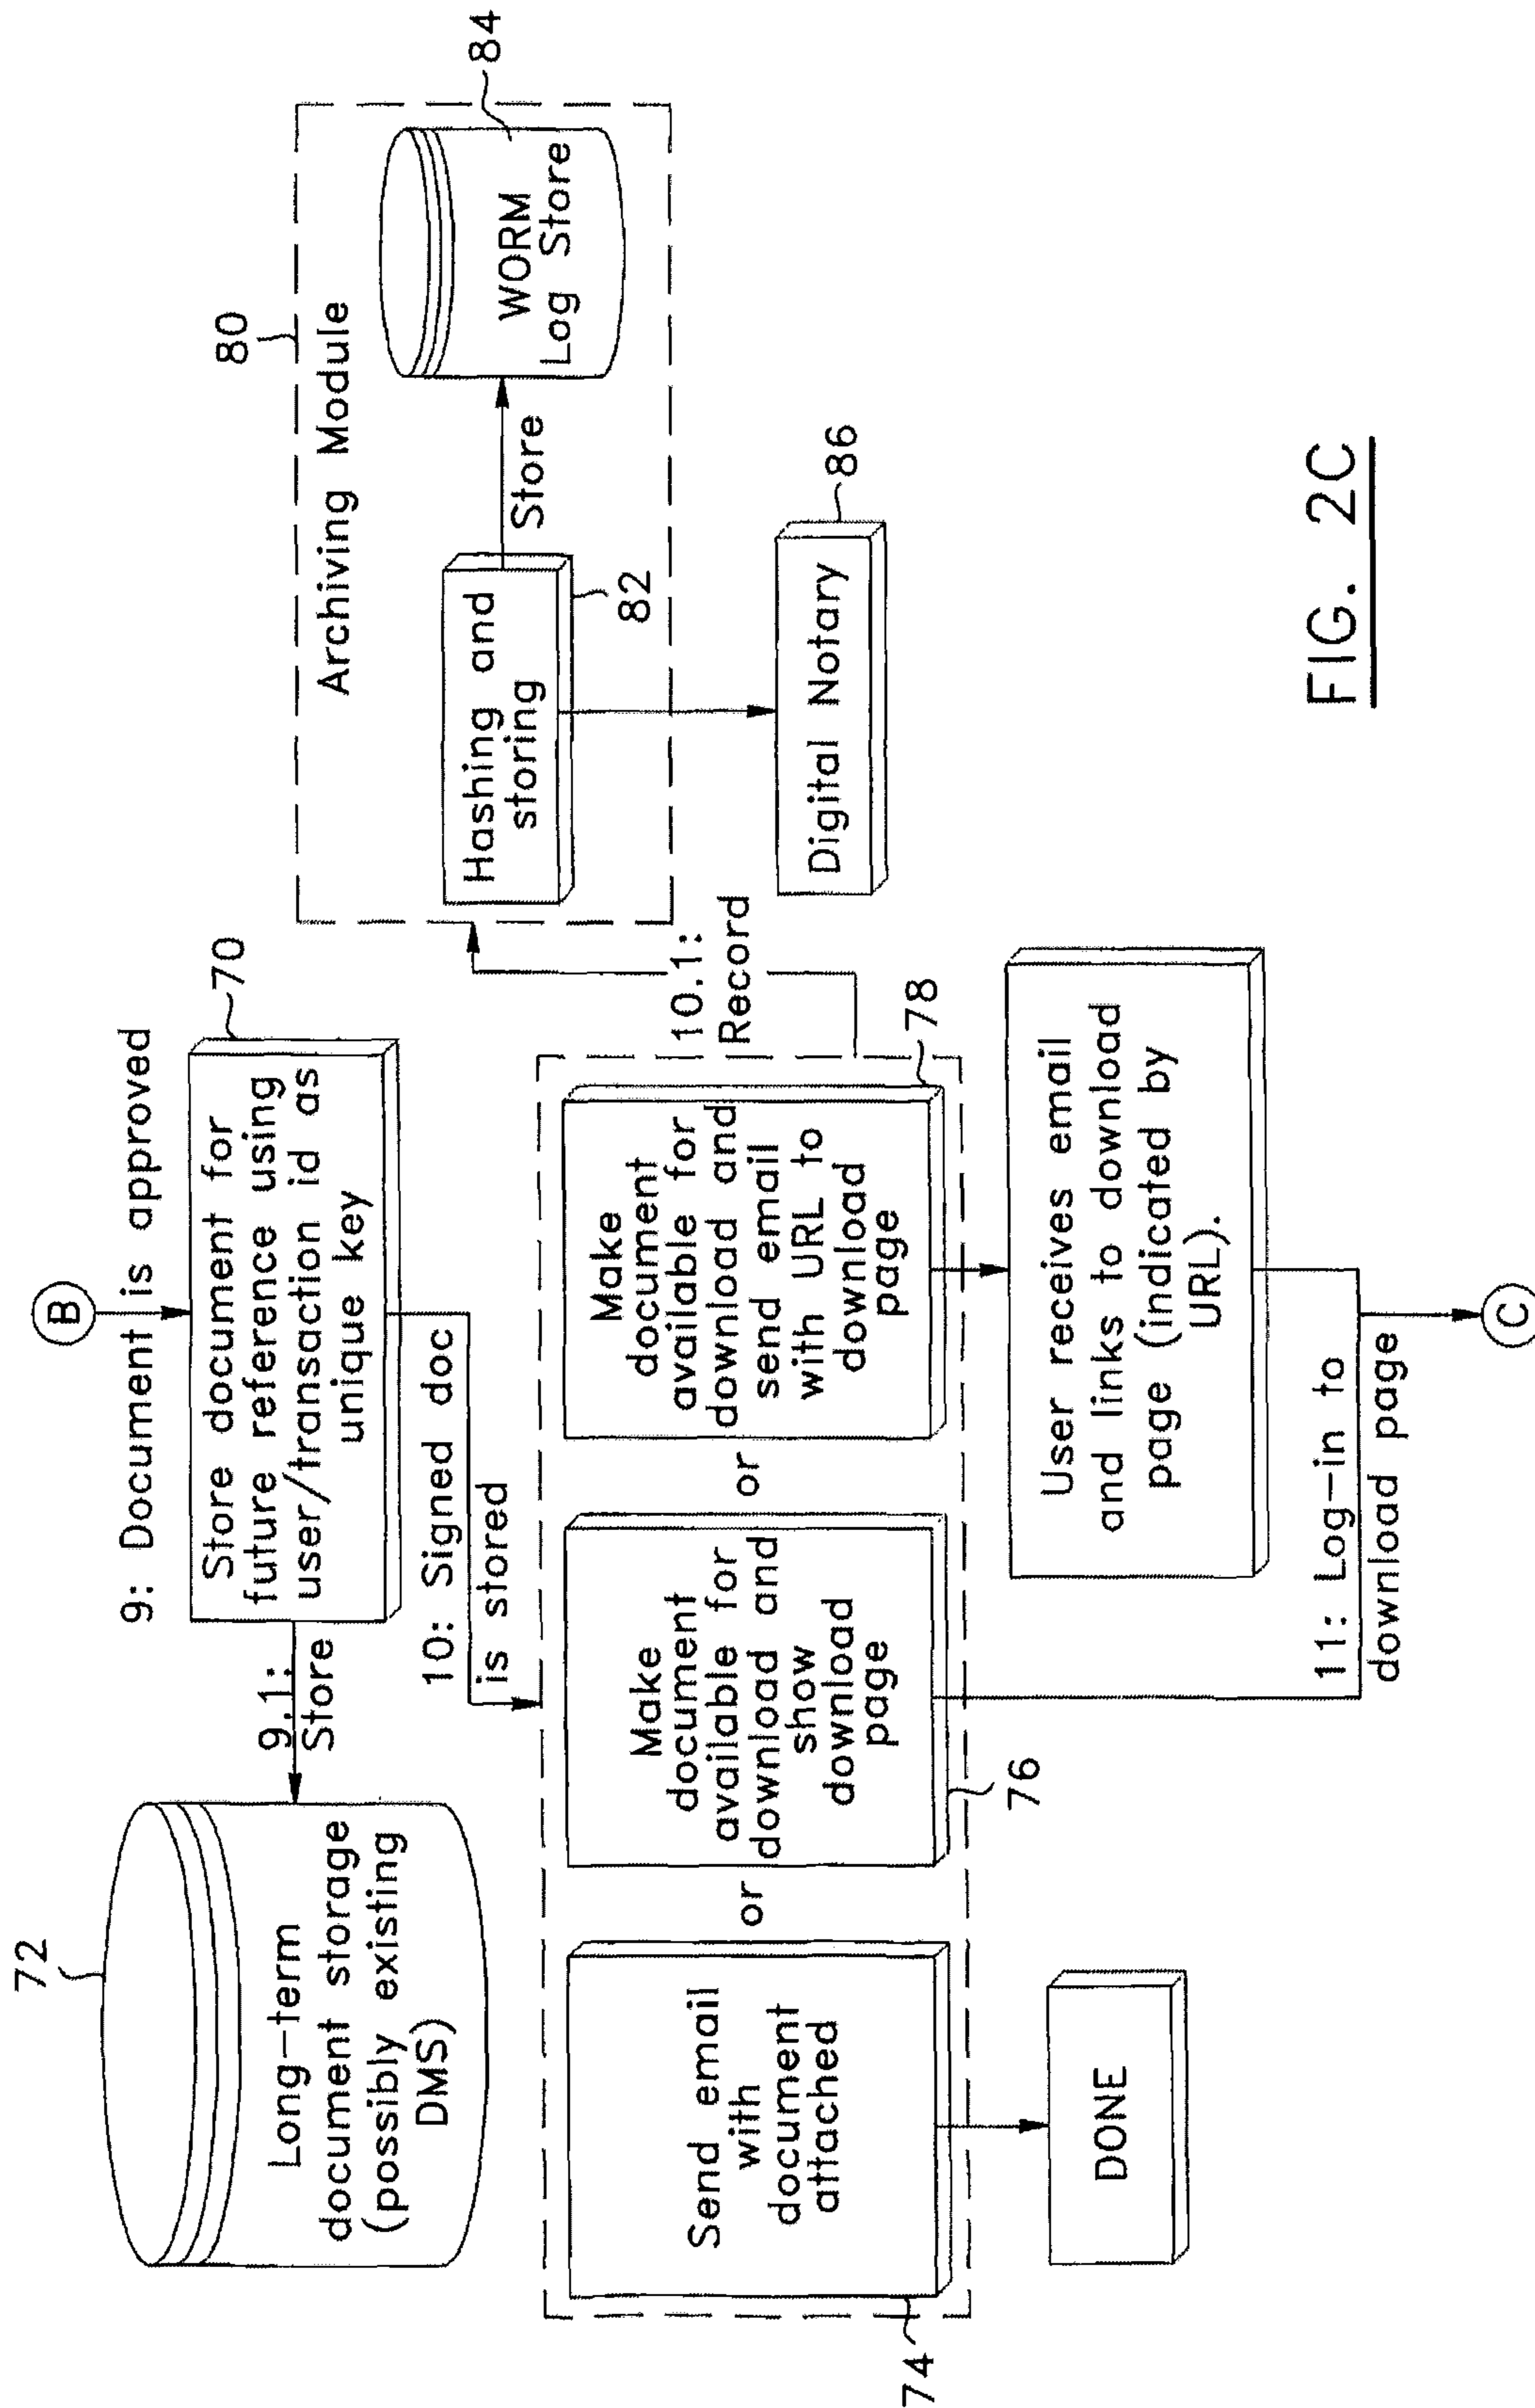 B
9: Document is approved
70
Store document for
future reference using
user/transaction id as
unique key
9.1:
Store
72
Long-term
document storage
(possibly existing
DMS)
10: Signed doc
is stored
80
Archiving Module
Hashing and
storing
82
Store
WORM
Log Store
84
86
Digital Notary
10.1:
Record
74
Send email
with
document
attached
or
Make
document
available for
download and
show
download
page
76
or
Make
document
available for
download and
send email
with URL to
download
page
78
DONE
User receives email
and links to download
page (indicated by
URL).
11: Log-in to
download page
C
FIG. 2C